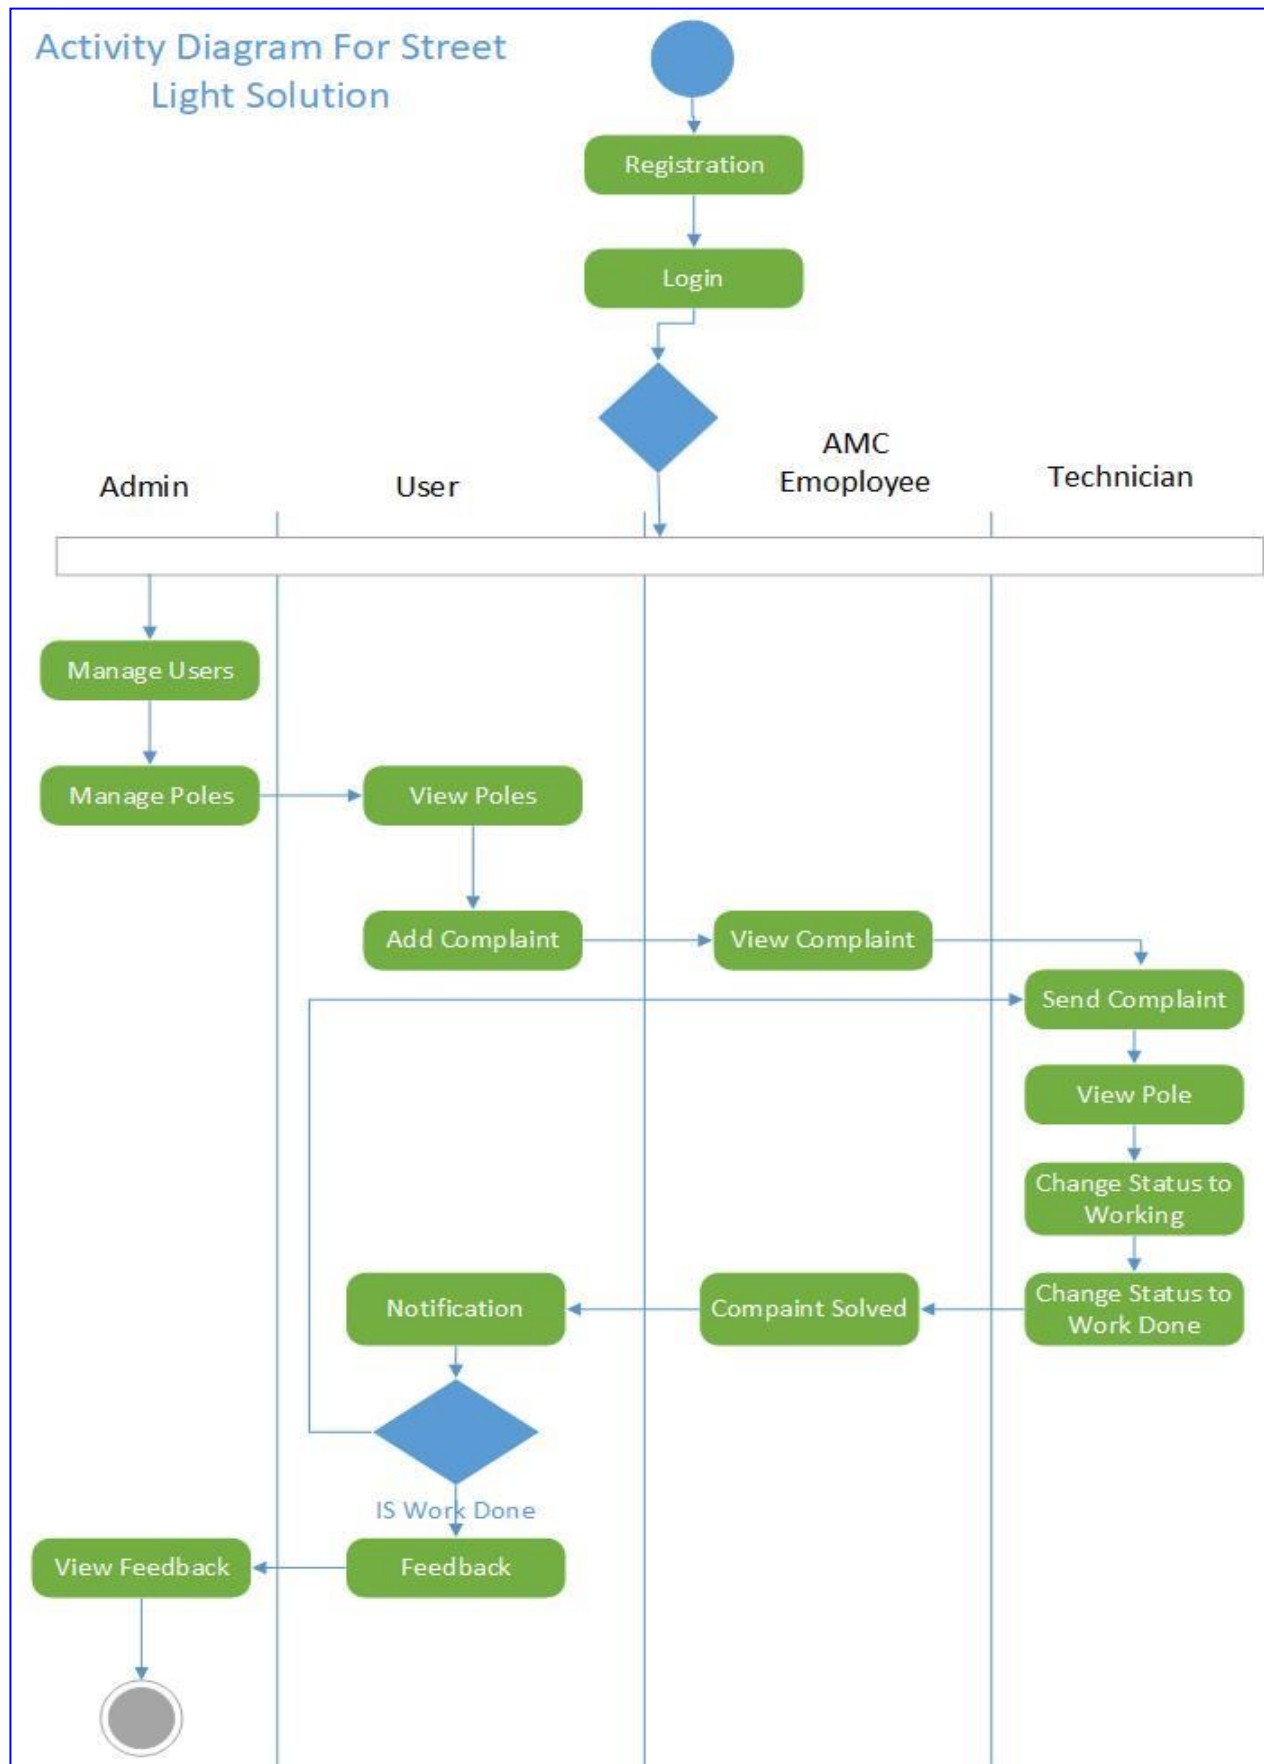 Activity Diagram For Street
Light Solution
Registration
Login
Admin
User
AMC
Emoployee
Technician
Manage Users
Manage Poles
View Poles
Add Complaint
View Complaint
Send Complaint
View Pole
Change Status to
Working
Notification
Compaint Solved
Change Status to
Work Done
IS Work Done
View Feedback
Feedback